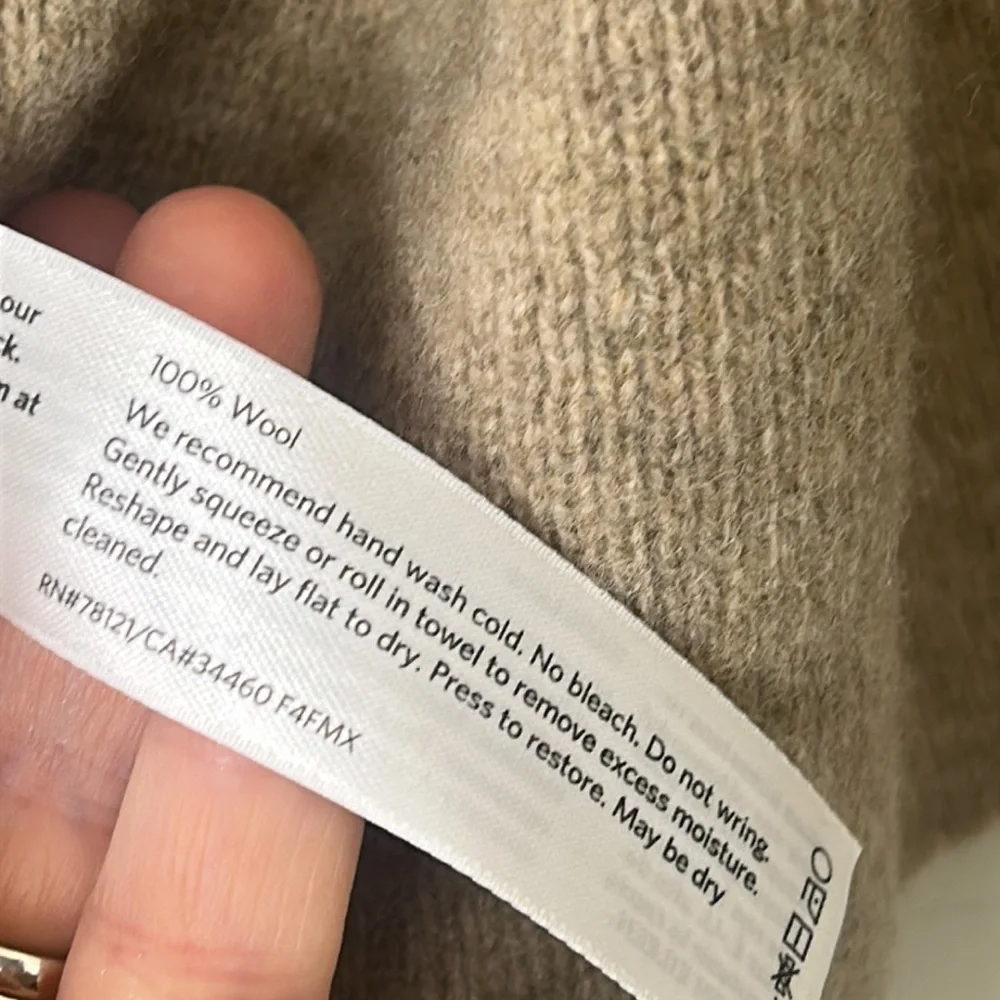 our
k.
at
100% Wool
We recommend hand wash cold. No bleach. Do not wring.
Gently squeeze or roll in towel to remove excess moisture.
Reshape and lay flat to dry. Press to restore. May be dry
cleaned.
RN#78121/CA#34460 F4FMX